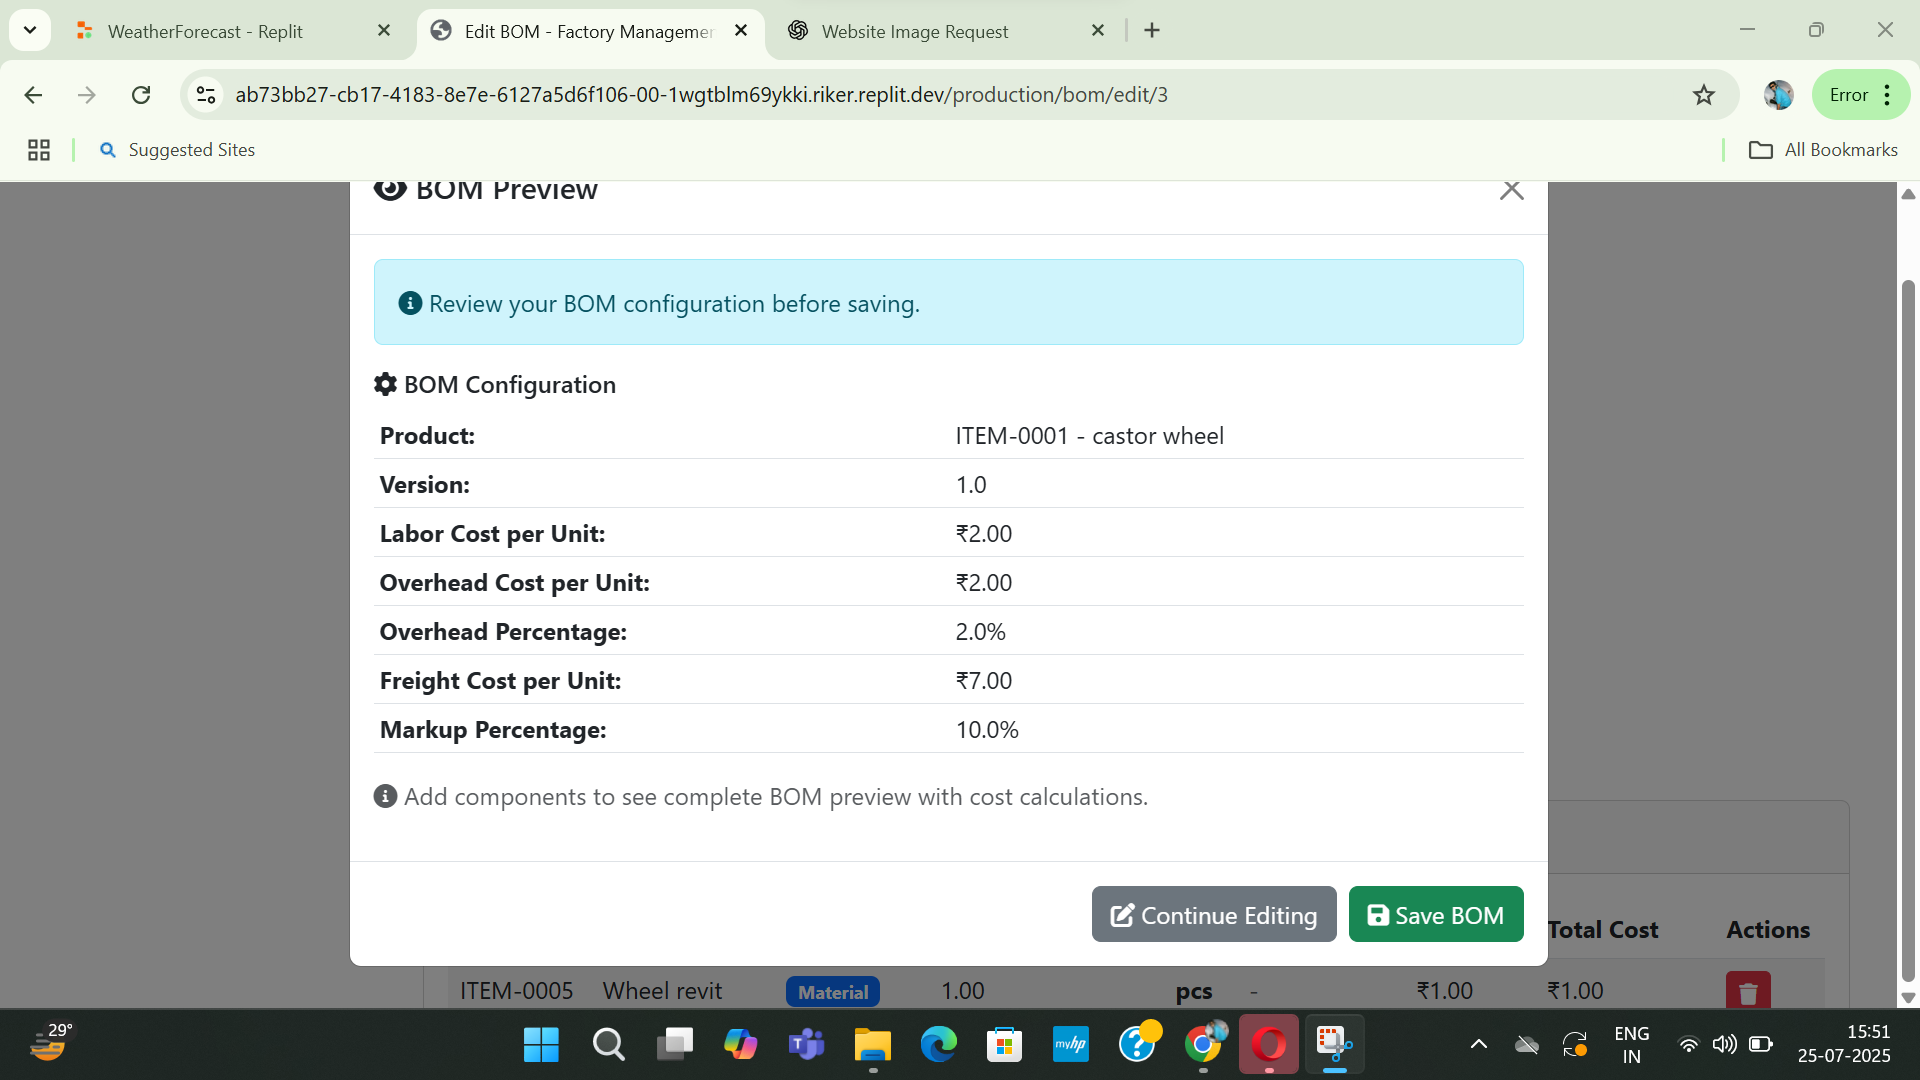 WeatherForecast - Replit
Edit BOM - Factory Managemer
Website Image Request
ab73bb27-cb17-4183-8e7e-6127a5d6f106-00-1wgtblm69ykki.riker.replit.dev/production/bom/edit/3
Error
Suggested Sites
All Bookmarks
BOM Preview
Review your BOM configuration before saving.
BOM Configuration
Product: ITEM-0001 - castor wheel
Version: 1.0
Labor Cost per Unit: ₹2.00
Overhead Cost per Unit: ₹2.00
Overhead Percentage: 2.0%
Freight Cost per Unit: ₹7.00
Markup Percentage: 10.0%
Add components to see complete BOM preview with cost calculations.
Continue Editing Save BOM
Total Cost Actions
ITEM-0005 Wheel revit Material 1.00 pcs - ₹1.00 ₹1.00
29°
myhp
ENG
IN
15:51
25-07-2025